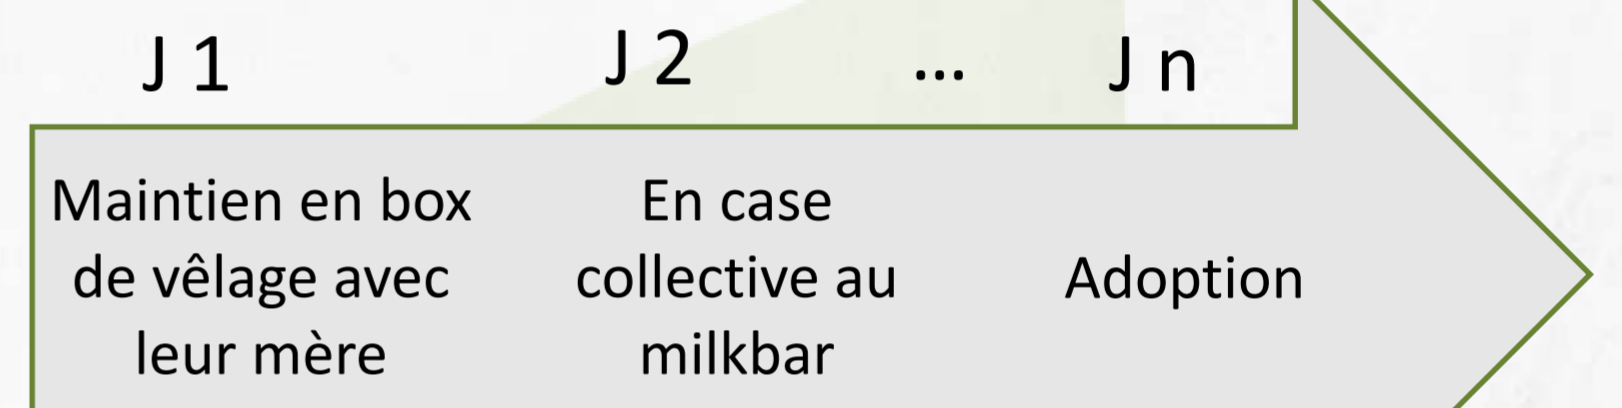 J 1
J 2
...
J n
Maintien en box
de vêlage avec
leur mère
En case
collective au
milkbar
Adoption